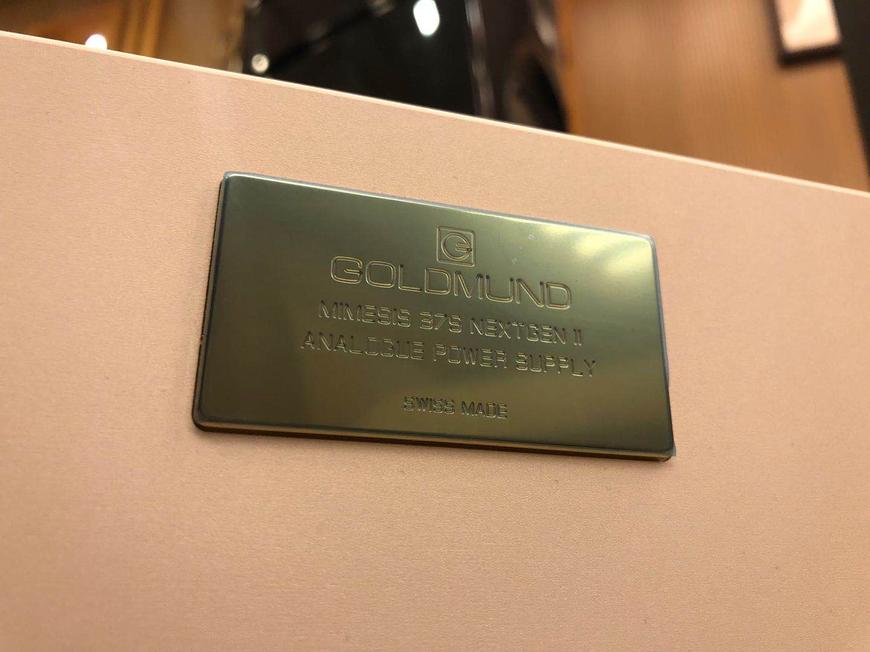 G
GOLDMUND
MIMESIS 37S NEXTGEN II
ANALOGUE POWER SUPPLY
SWISS MADE